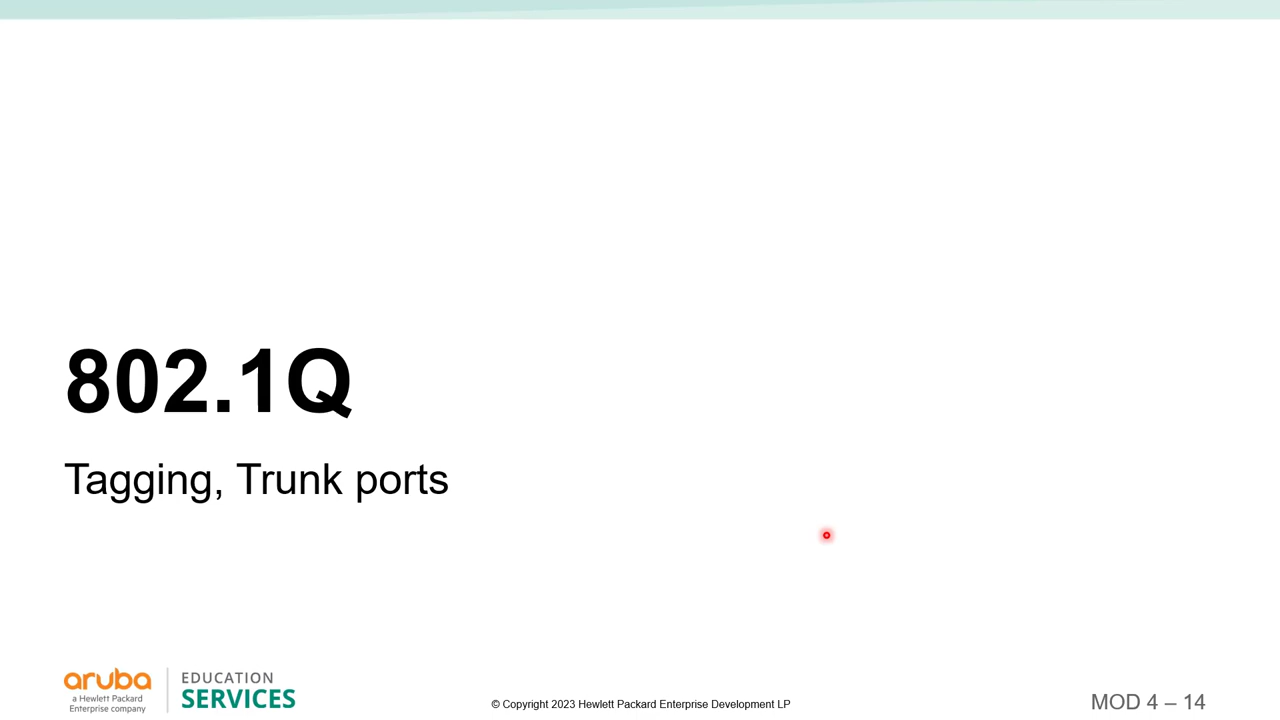 802.1Q
Tagging, Trunk ports
aruba
a Hewlett Packard
Enterprise company
EDUCATION
SERVICES
© Copyright 2023 Hewlett Packard Enterprise Development LP
MOD 4 – 14